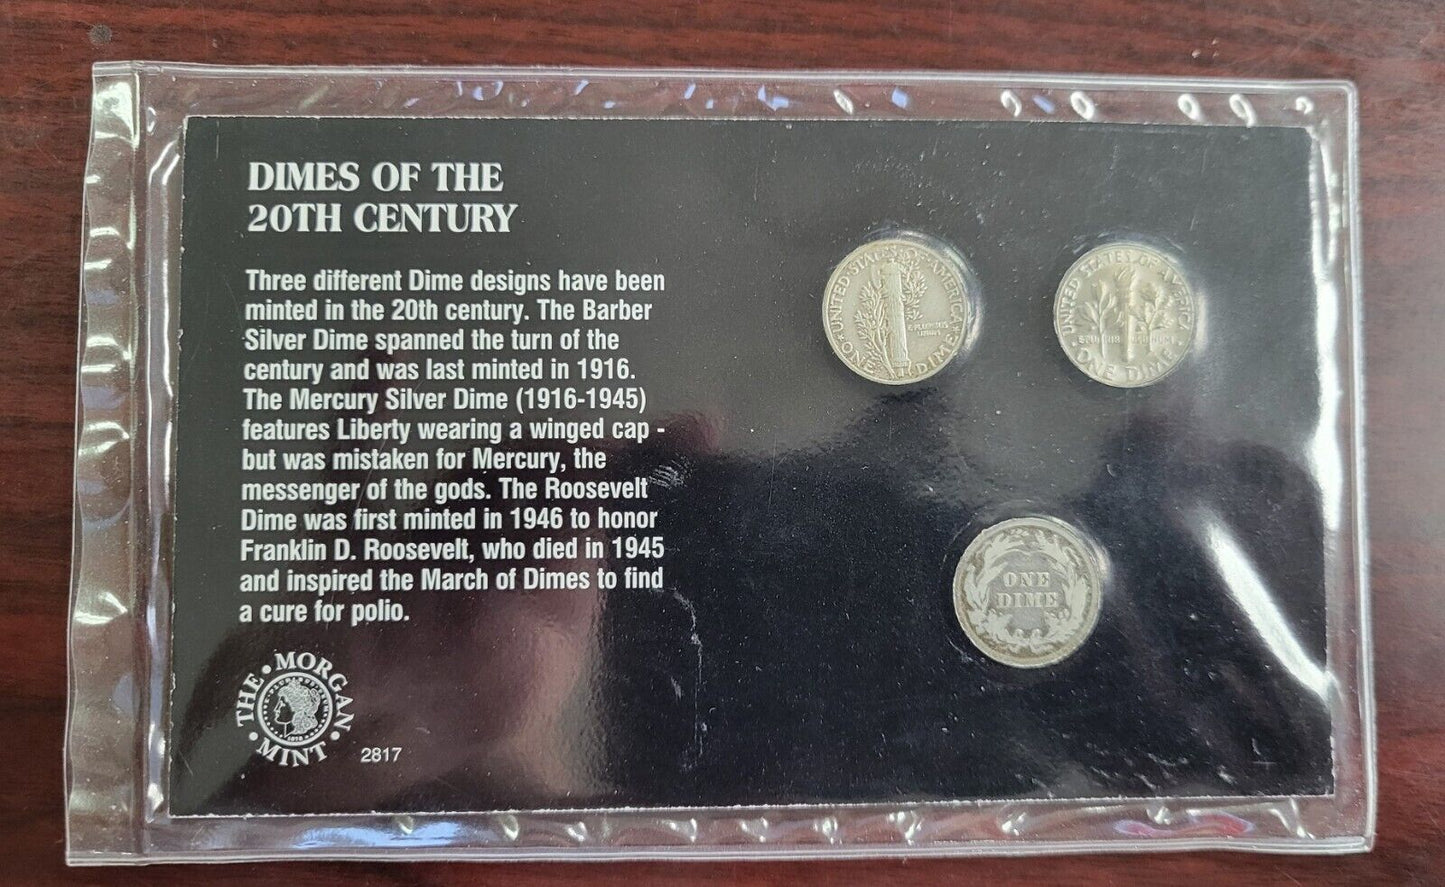 DIMES OF THE
20TH CENTURY
Three different Dime designs have been
minted in the 20th century. The Barber
Silver Dime spanned the turn of the
century and was last minted in 1916.
The Mercury Silver Dime (1916-1945)
features Liberty wearing a winged cap -
but was mistaken for Mercury, the
messenger of the gods. The Roosevelt
Dime was first minted in 1946 to honor
Franklin D. Roosevelt, who died in 1945
and inspired the March of Dimes to find
a cure for polio.
THE • MORGAN • MINT •
2817
UNITED STATES OF AMERICA
E PLURIBUS
UNUM
ONE DIME
UNITED STATES OF AMERICA
ONE DIME
ONE
DIME